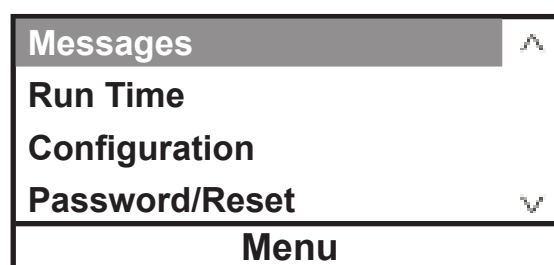 Messages
Run Time
Configuration
Password/Reset
Menu